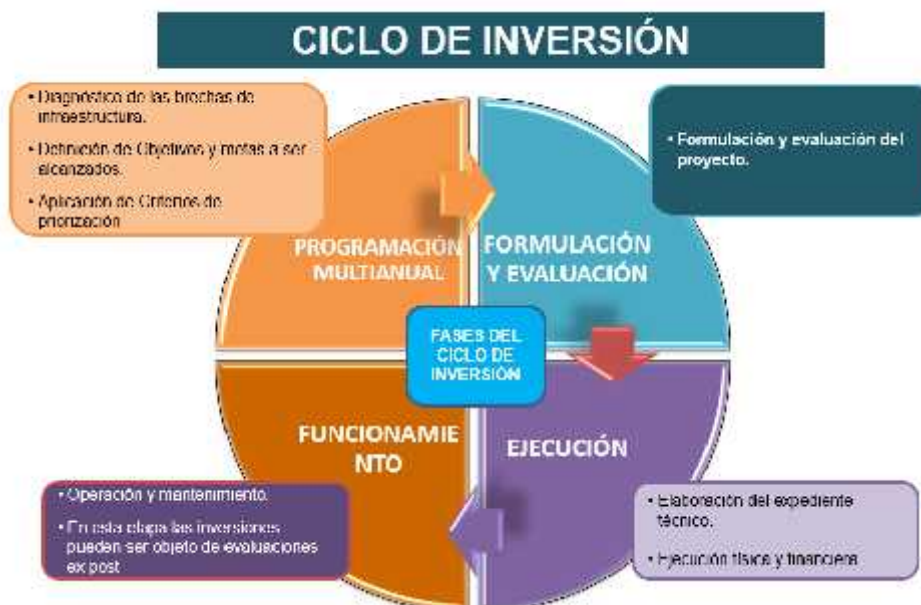 CICLO DE INVERSIÓN
• Diagnóstico de las brechas de
infraestructura.
• Definición de Objetivos y metas a ser
alcanzados.
• Aplicación de Criterios de
priorización
• Formulación y evaluación del
proyecto.
PROGRAMACIÓN
MULTIANUAL
FORMULACIÓN
Y EVALUACIÓN
FASES DEL
CICLO DE
INVERSIÓN
FUNCIONAMIE
NTO
EJECUCIÓN
• Operación y mantenimiento.
• En esta etapa las inversiones
pueden ser objeto de evaluaciones
ex post
• Elaboración del expediente
técnico.
• Ejecución física y financiera